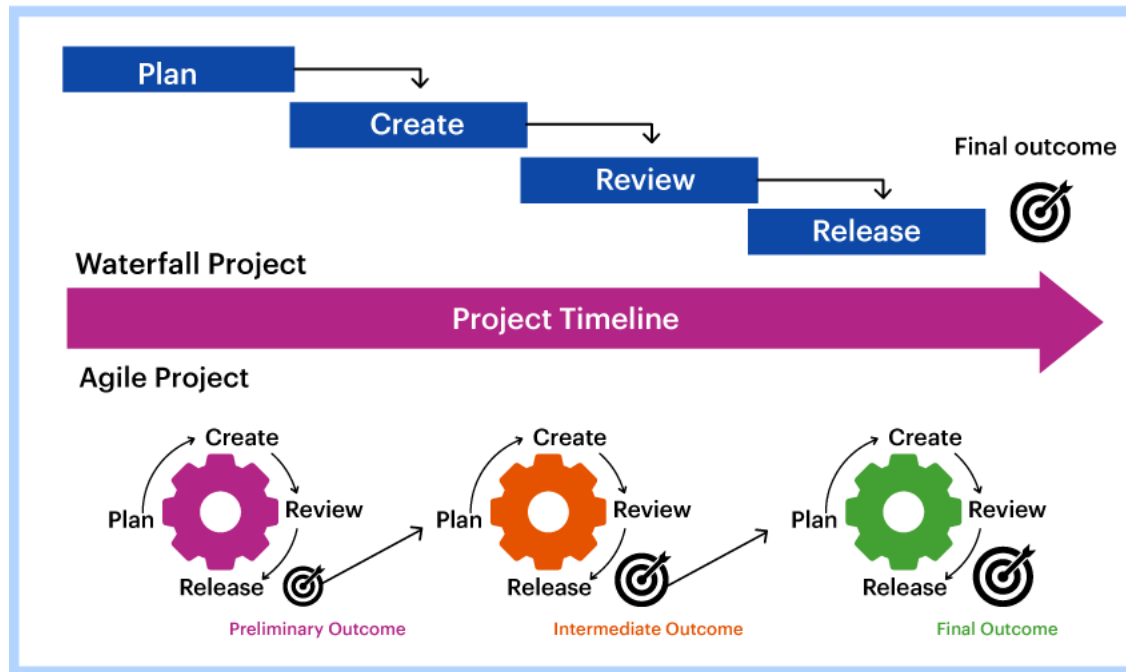 Plan
Create
Review
Release
Final outcome
Waterfall Project
Project Timeline
Agile Project
Create
Plan
Review
Release
Preliminary Outcome
Create
Plan
Review
Release
Intermediate Outcome
Create
Plan
Review
Release
Final Outcome